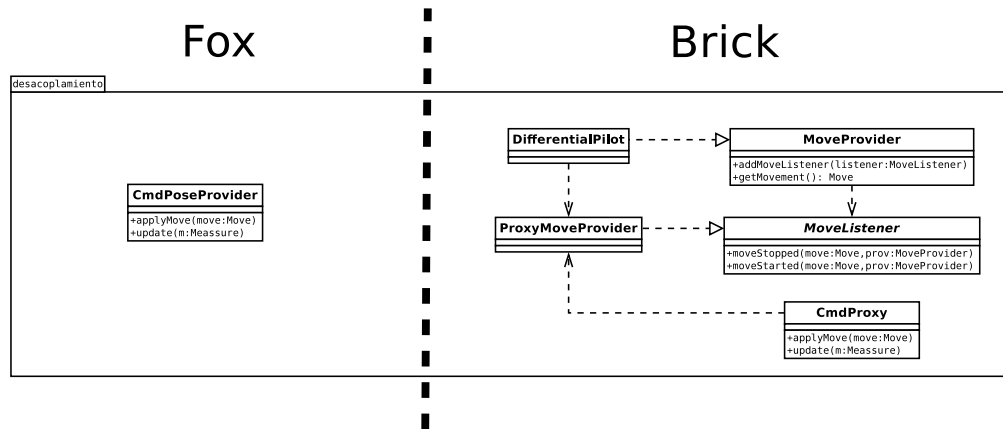 Fox
Brick
desacoplamiento
DifferentialPilot
MoveProvider
+addMoveListener(listener:MoveListener)
+getMovement(): Move
CmdPoseProvider
+applyMove(move:Move)
+update(m:Meassure)
ProxyMoveProvider
MoveListener
+moveStopped(move:Move,prov:MoveProvider)
+moveStarted(move:Move,prov:MoveProvider)
CmdProxy
+applyMove(move:Move)
+update(m:Meassure)